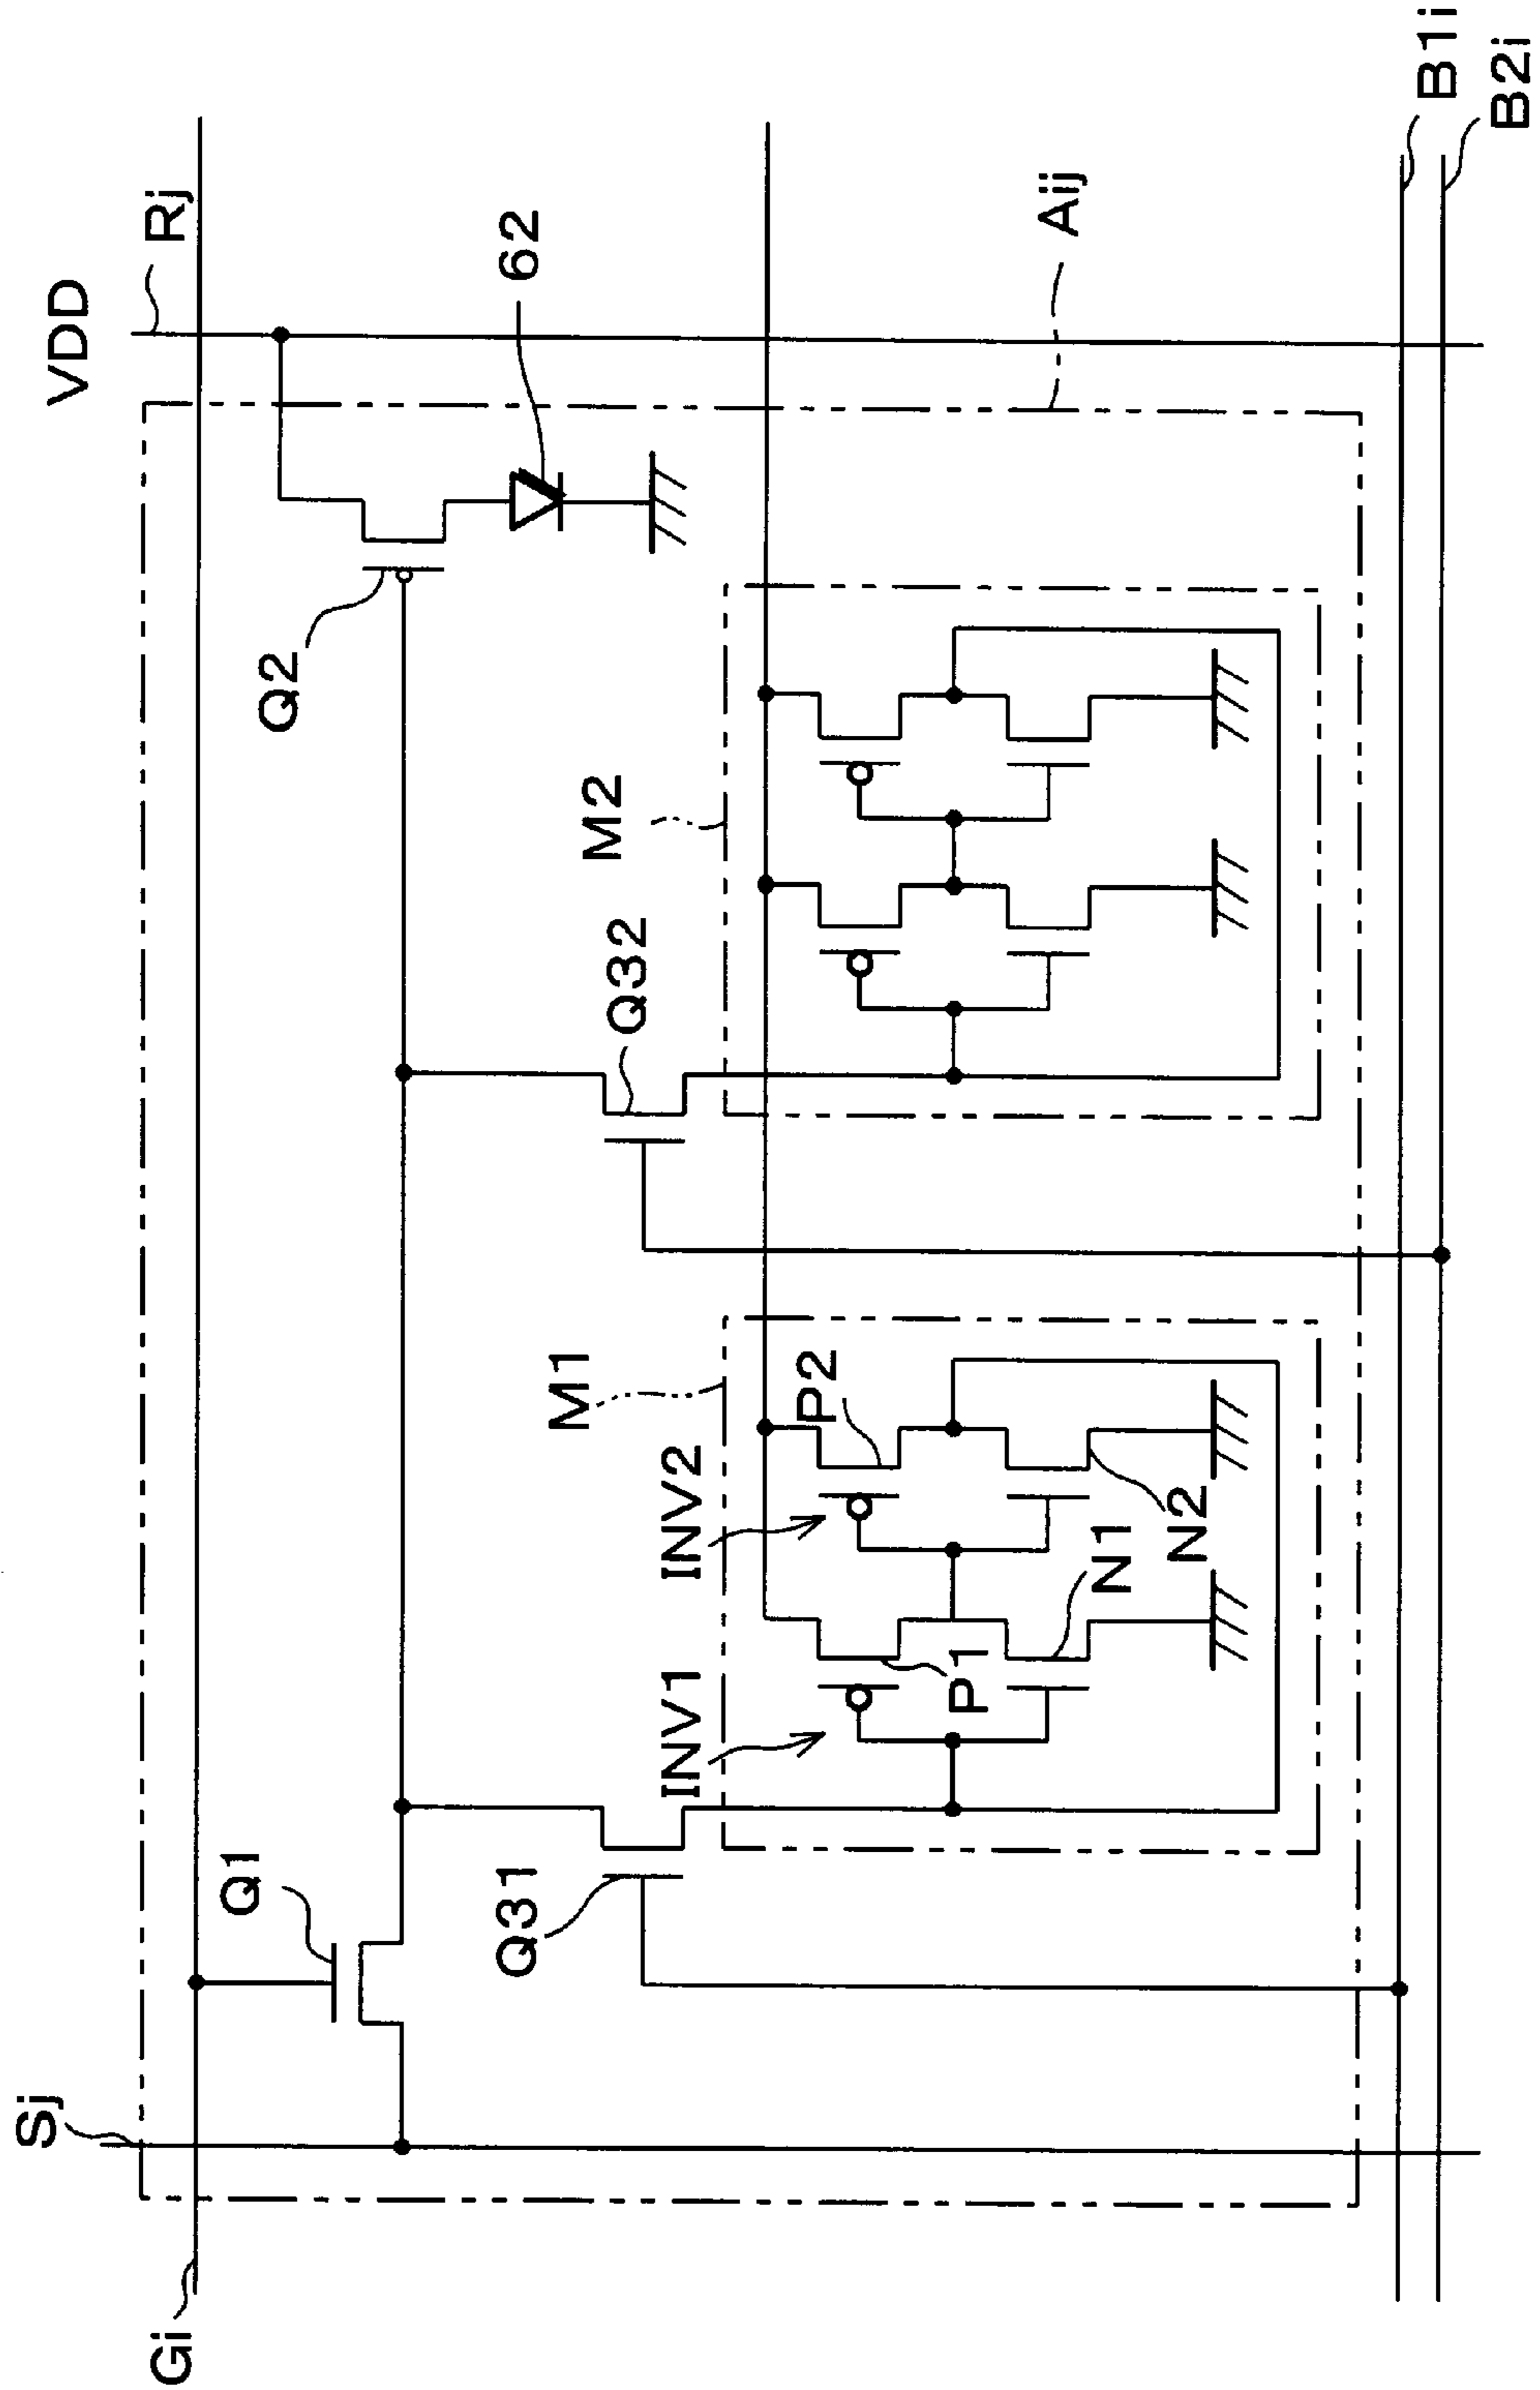 VDD
Rj
Gi
Sj
Q1
Q2
62
Q31
Q32
M1
M2
INV1
INV2
P1
P2
N1
N2
Aij
B1i
B2i